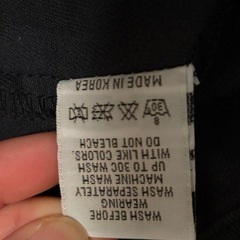 WASH BEFORE
WEARING
WASH SEPARATELY
MACHINE WASH
UP TO 30C WASH
WITH LIKE COLORS.
DO NOT BLEACH
30
MADE IN KOREA